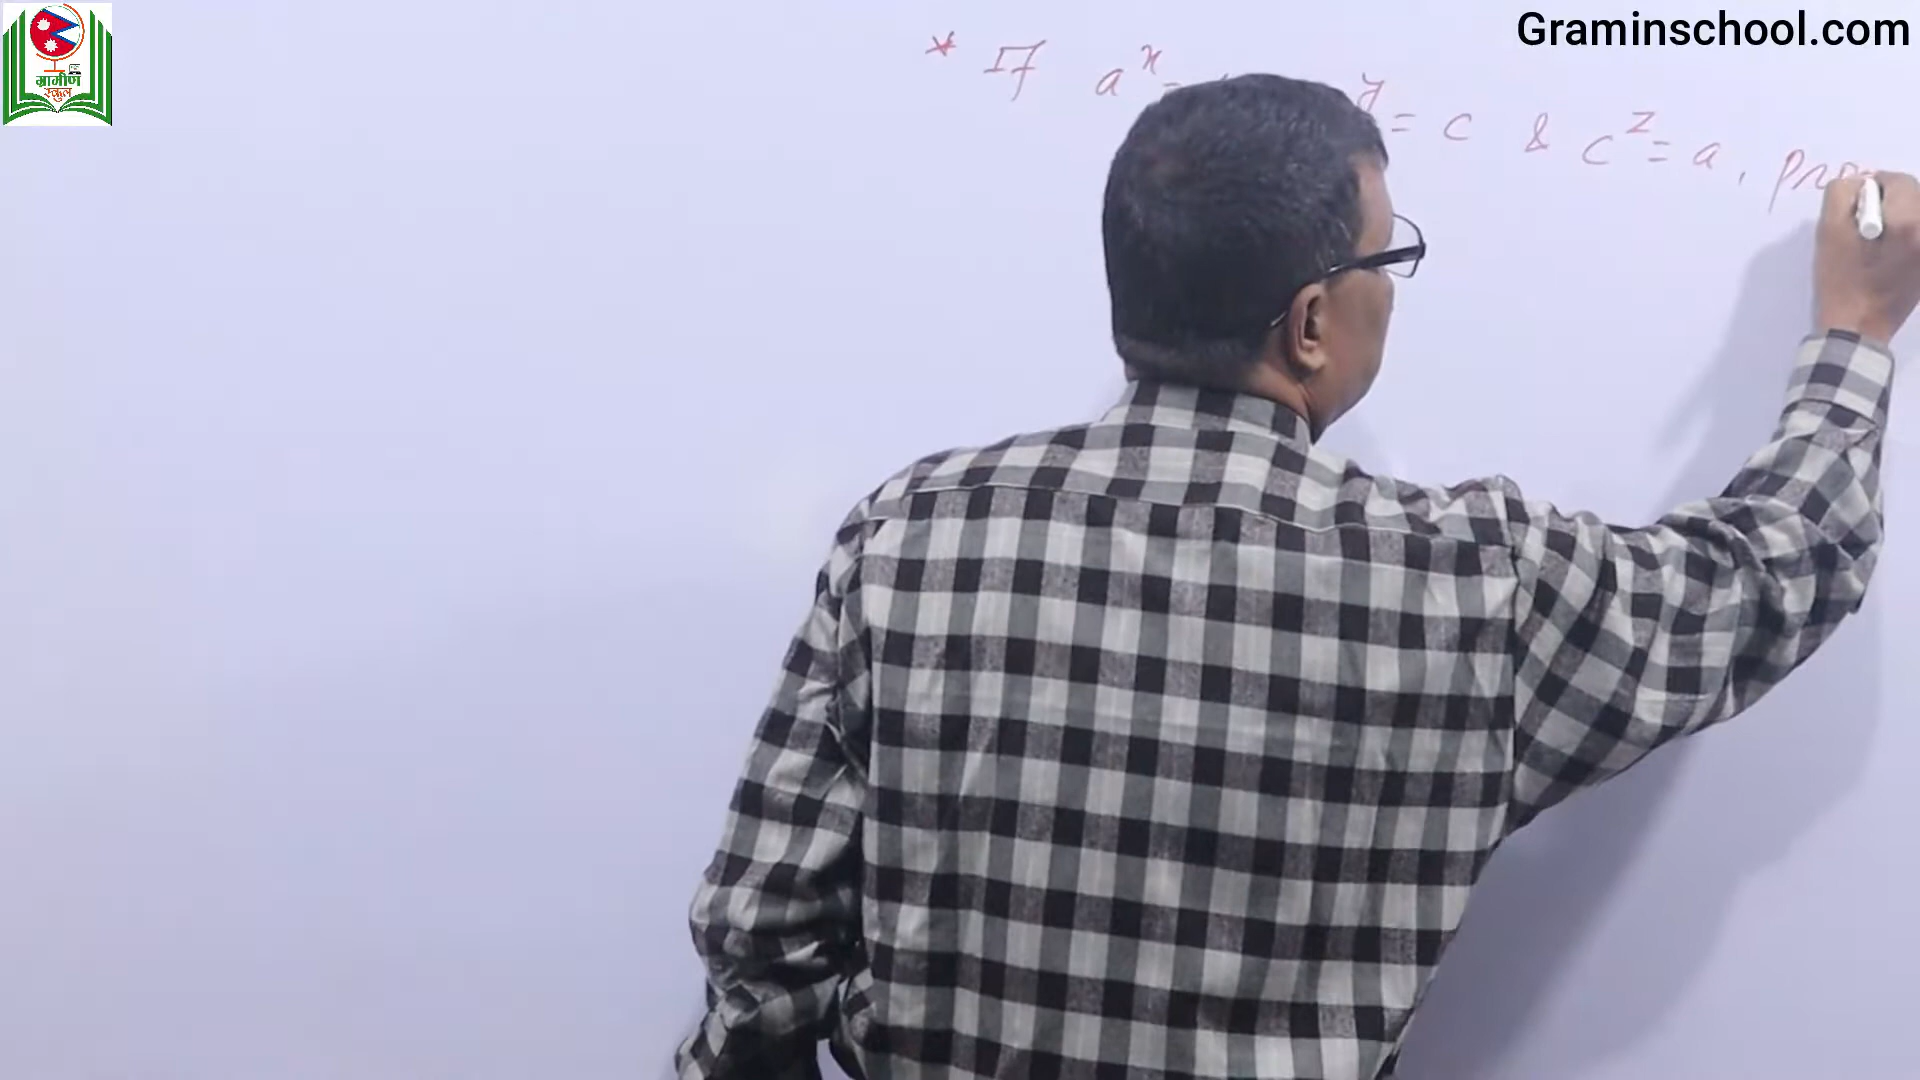 ग्रामीण
स्कुल
Graminschool.com
* If a^x = y = c & c^z = a, pro